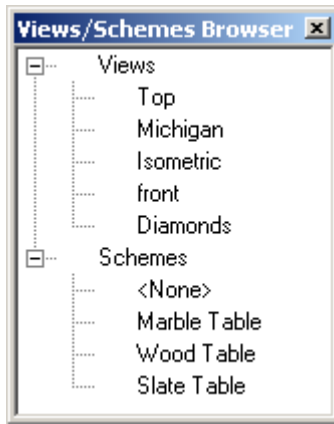 Views/Schemes Browser
Views
Top
Michigan
Isometric
front
Diamonds
Schemes
<None>
Marble Table
Wood Table
Slate Table